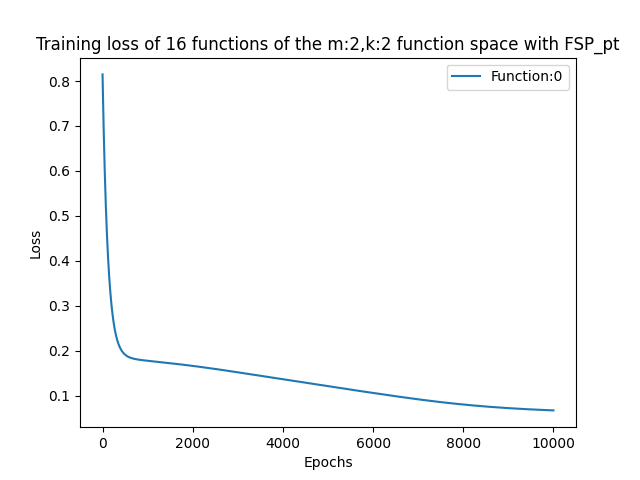 Training loss of 16 functions of the m:2,k:2 function space with FSP_pt
Function:0
0.8
0.7
0.6
0.5
0.4
0.3
0.2
0.1
Loss
0 2000 4000 6000 8000 10000
Epochs